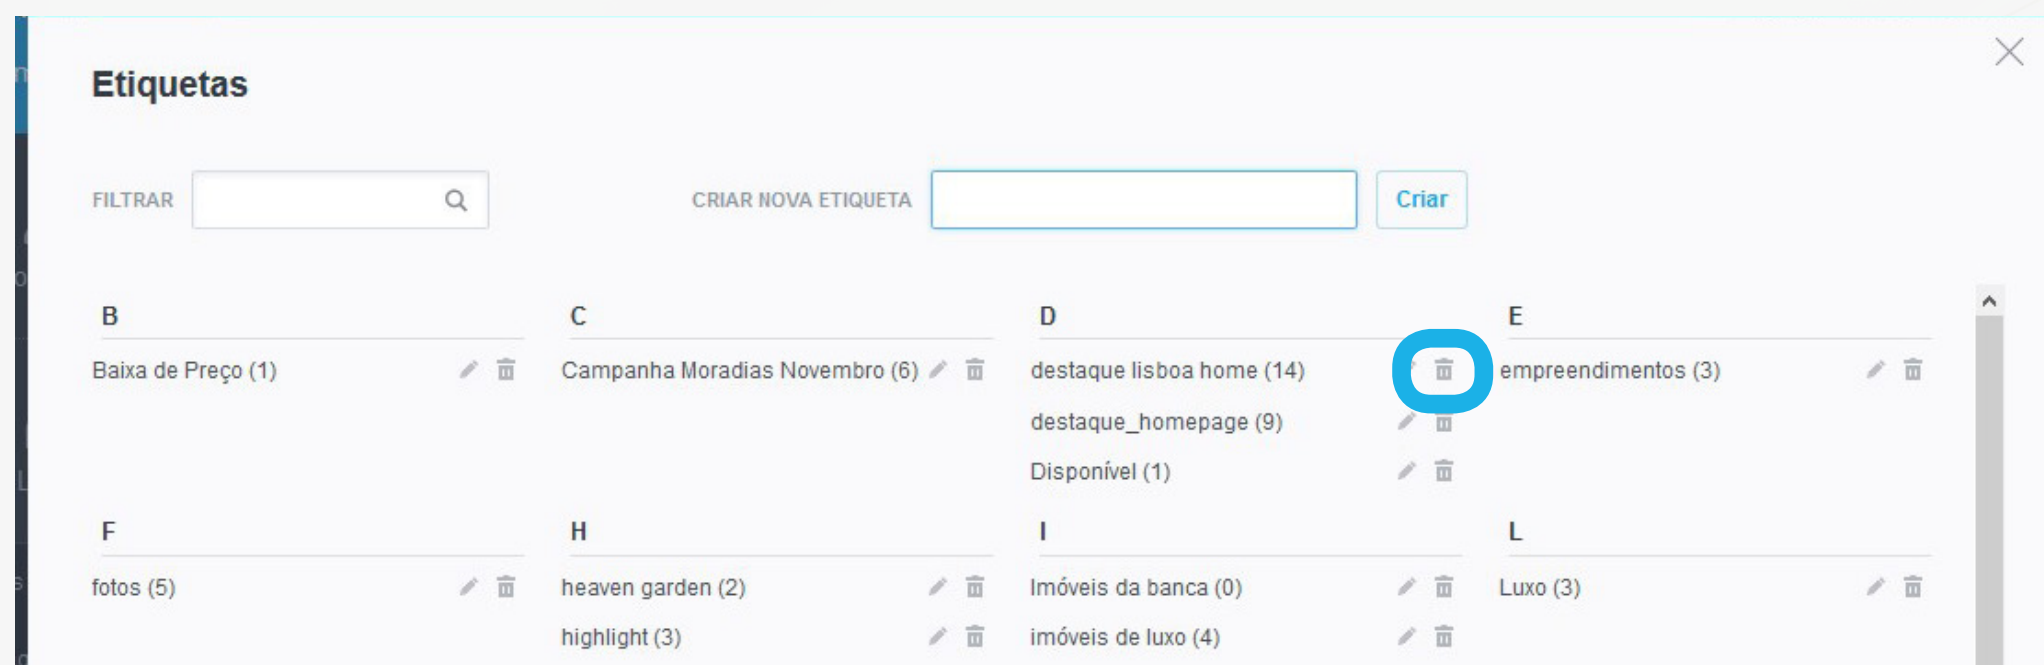 Etiquetas
FILTRAR
CRIAR NOVA ETIQUETA
Criar
B
C
D
E
Baixa de Preço (1)
Campanha Moradias Novembro (6)
destaque lisboa home (14)
empreendimentos (3)
destaque_homepage (9)
Disponível (1)
F
H
I
L
fotos (5)
heaven garden (2)
Imóveis da banca (0)
Luxo (3)
highlight (3)
imóveis de luxo (4)